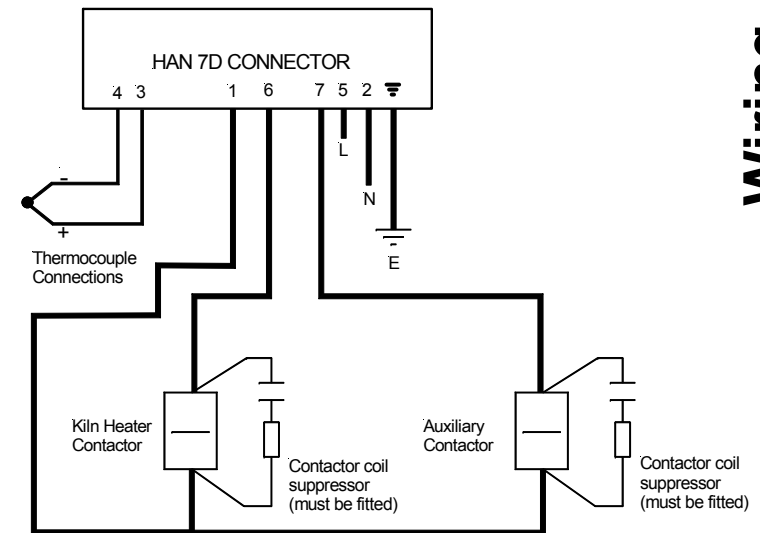 HAN 7D CONNECTOR
4 3 1 6 7 5 2
L
N
E
-
+
Thermocouple
Connections
Kiln Heater
Contactor
Contactor coil
suppressor
(must be fitted)
Auxiliary
Contactor
Contactor coil
suppressor
(must be fitted)
Wiring